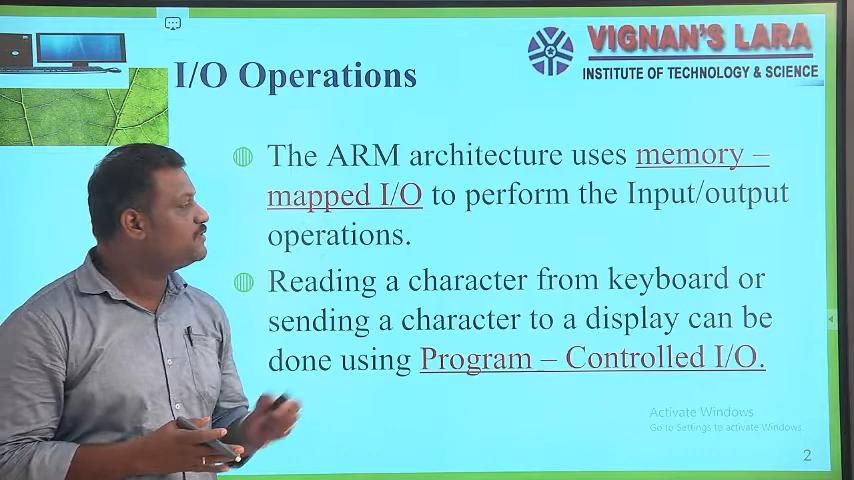 I/O Operations
VIGNAN'S LARA
INSTITUTE OF TECHNOLOGY & SCIENCE
The ARM architecture uses memory –
mapped I/O to perform the Input/output
operations.
Reading a character from keyboard or
sending a character to a display can be
done using Program – Controlled I/O.
Activate Windows
Go to Settings to activate Windows.
2